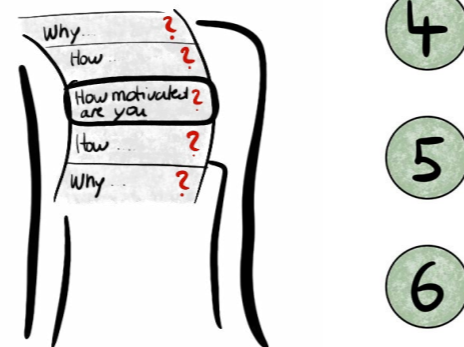 Why.. ?
How.. ?
How motivated ?
are you
How... ?
Why... ?
4
5
6